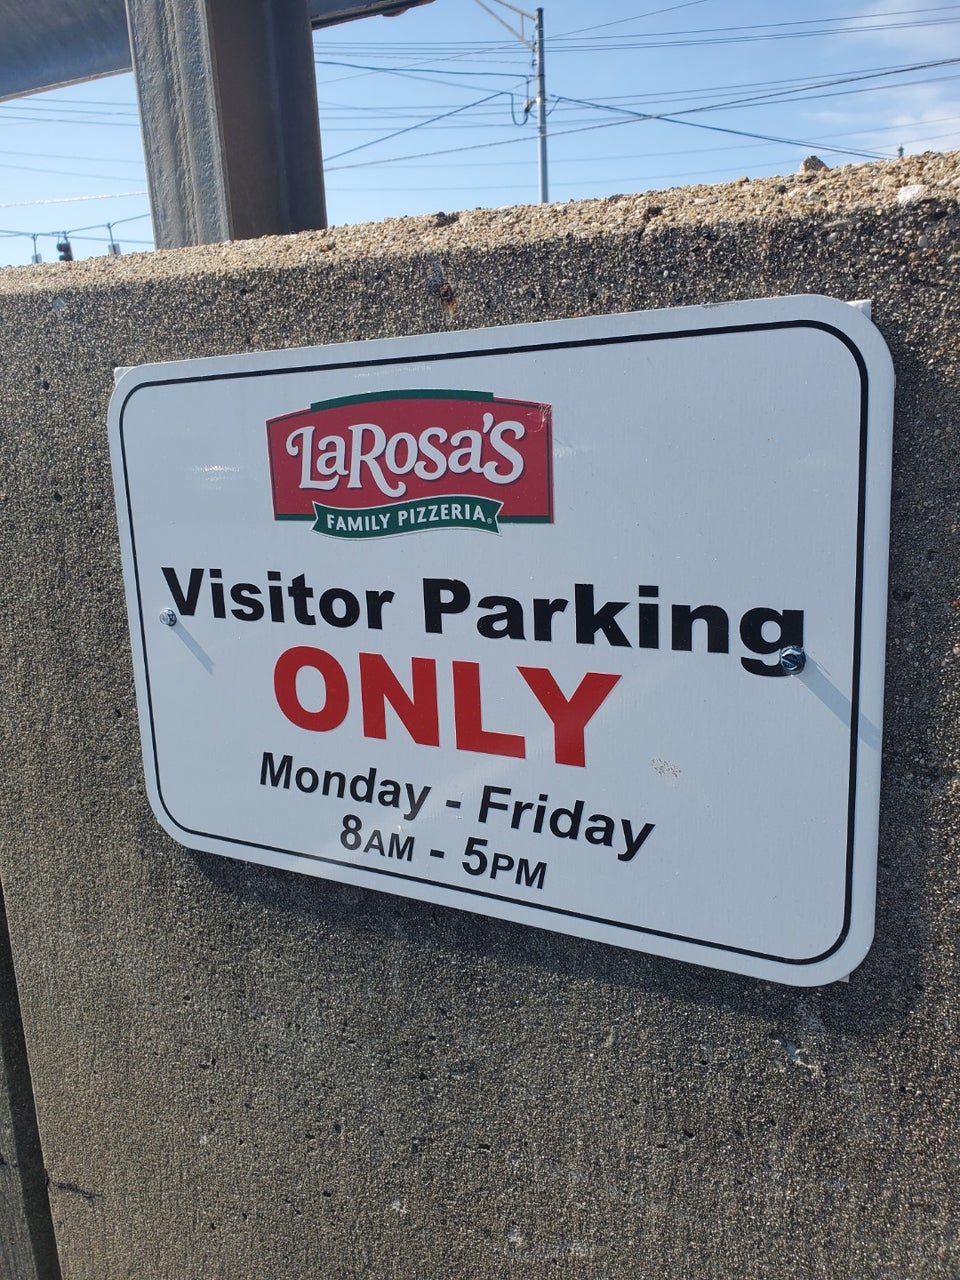 LaRosa's
FAMILY PIZZERIA®
Visitor Parking
ONLY
Monday - Friday
8AM - 5PM